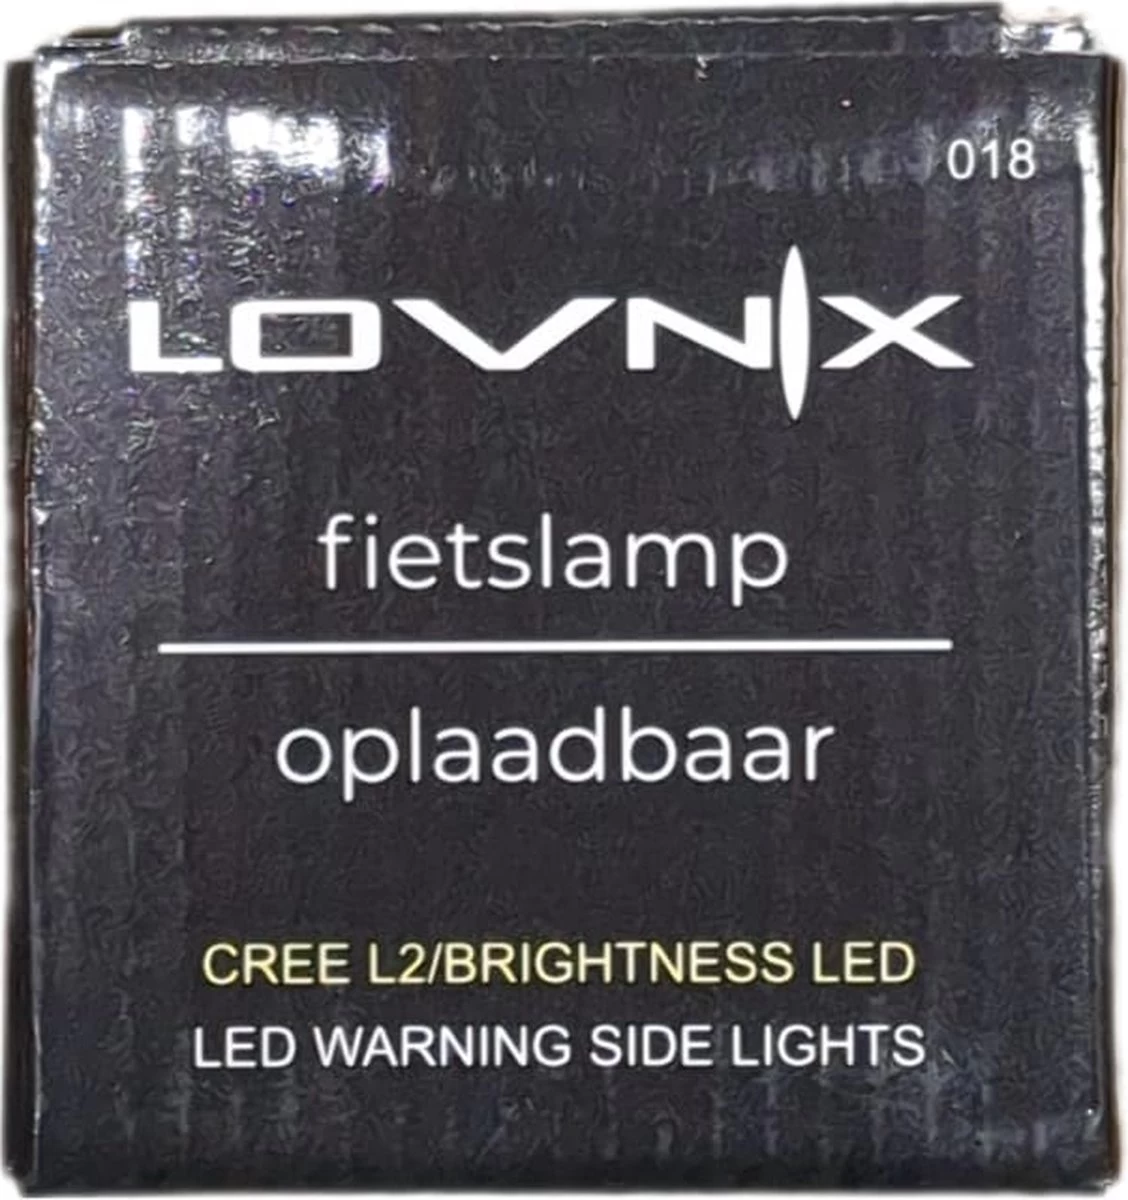 018
LOVNIX
fietslamp
oplaadbaar
CREE L2/BRIGHTNESS LED
LED WARNING SIDE LIGHTS